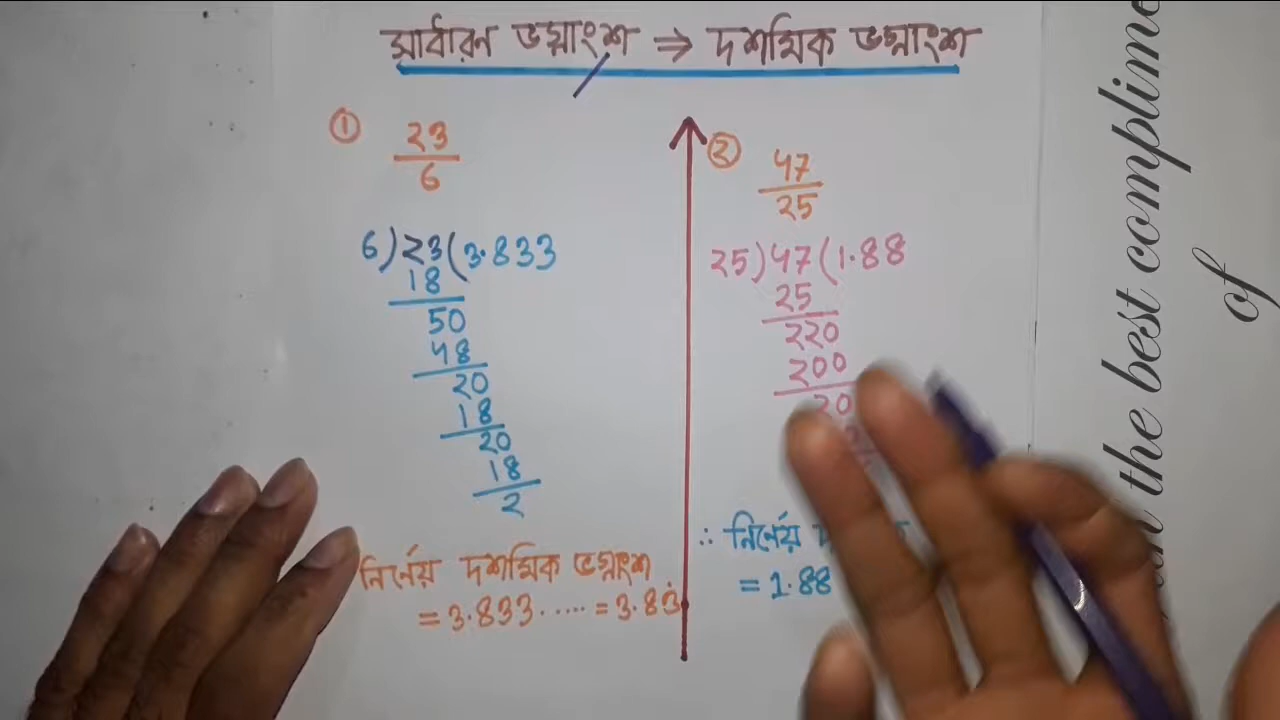 সাধারন ভগ্নাংশ ⇒ দশমিক ভগ্নাংশ
①
23
6
6) 23 (3.833
18
50
48
20
18
20
18
2
নির্নেয় দশমিক ভগ্নাংশ
= 3.833..... = 3.83̇
②
47
25
25) 47 (1.88
25
220
200
20
∴ নির্নেয়
= 1.88
the best complime
of